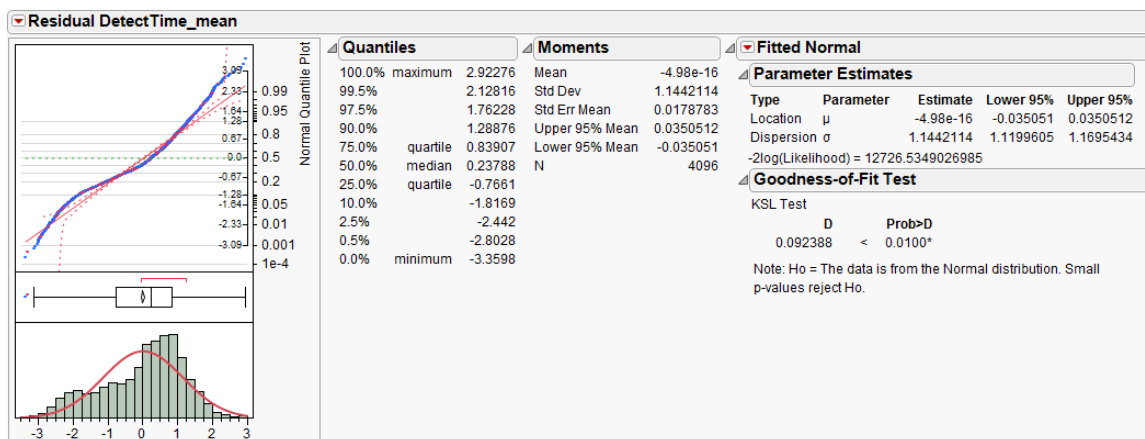 Residual DetectTime_mean
Normal Quantile Plot
3.09
2.33
1.64
1.28
0.67
0.0
-0.67
-1.28
-1.64
-2.33
-3.09
0.99
0.95
0.8
0.5
0.2
0.05
0.01
0.001
1e-4
-3 -2 -1 0 1 2 3
Quantiles
100.0% maximum 2.92276
99.5% 2.12816
97.5% 1.76228
90.0% 1.28876
75.0% quartile 0.83907
50.0% median 0.23788
25.0% quartile -0.7661
10.0% -1.8169
2.5% -2.442
0.5% -2.8028
0.0% minimum -3.3598
Moments
Mean -4.98e-16
Std Dev 1.1442114
Std Err Mean 0.0178783
Upper 95% Mean 0.0350512
Lower 95% Mean -0.035051
N 4096
Fitted Normal
Parameter Estimates
Type Parameter Estimate Lower 95% Upper 95%
Location μ -4.98e-16 -0.035051 0.0350512
Dispersion σ 1.1442114 1.1199605 1.1695434
-2log(Likelihood) = 12726.5349026985
Goodness-of-Fit Test
KSL Test
D Prob>D
0.092388 < 0.0100*
Note: Ho = The data is from the Normal distribution. Small
p-values reject Ho.